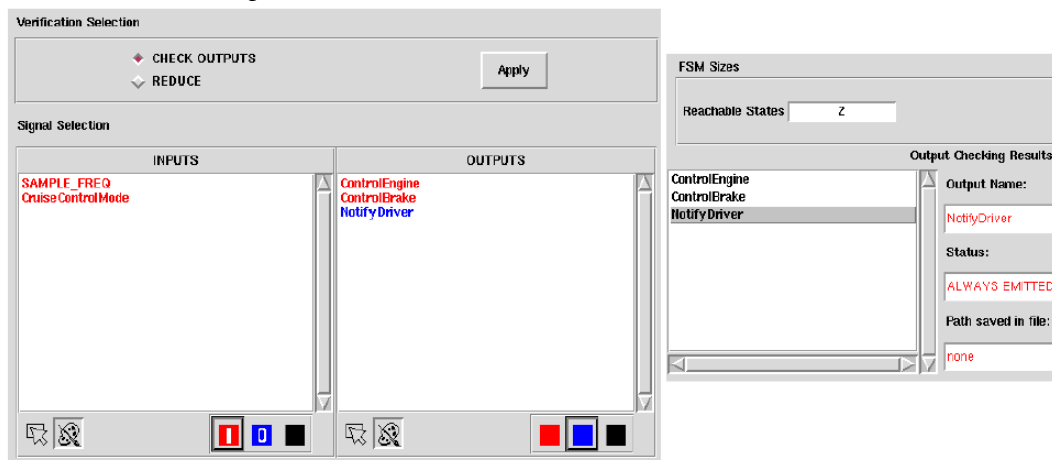 Verification Selection
CHECK OUTPUTS
REDUCE
Apply
Signal Selection
INPUTS
OUTPUTS
SAMPLE_FREQ
CruiseControlMode
ControlEngine
ControlBrake
NotifyDriver
I
0
FSM Sizes
Reachable States
2
Output Checking Results
ControlEngine
ControlBrake
NotifyDriver
Output Name:
NotifyDriver
Status:
ALWAYS EMITTED
Path saved in file:
none